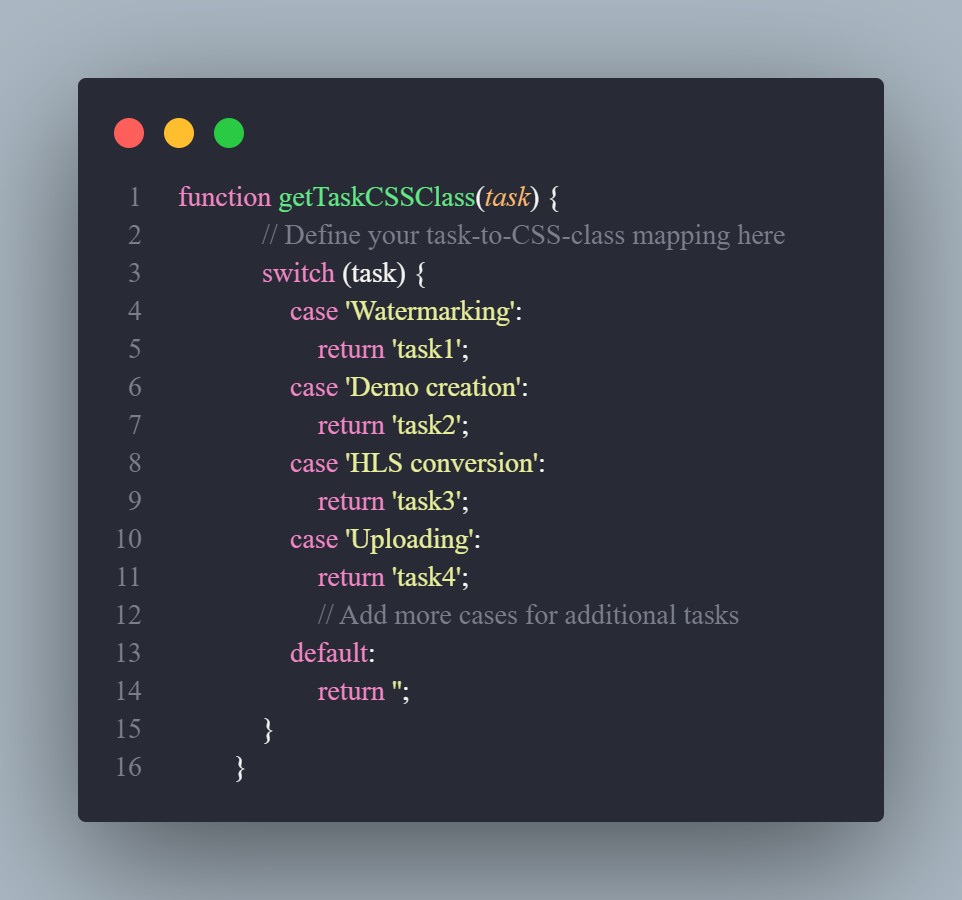 1 function getTaskCSSClass(task) {
2 // Define your task-to-CSS-class mapping here
3 switch (task) {
4 case 'Watermarking':
5 return 'task1';
6 case 'Demo creation':
7 return 'task2';
8 case 'HLS conversion':
9 return 'task3';
10 case 'Uploading':
11 return 'task4';
12 // Add more cases for additional tasks
13 default:
14 return '';
15 }
16 }